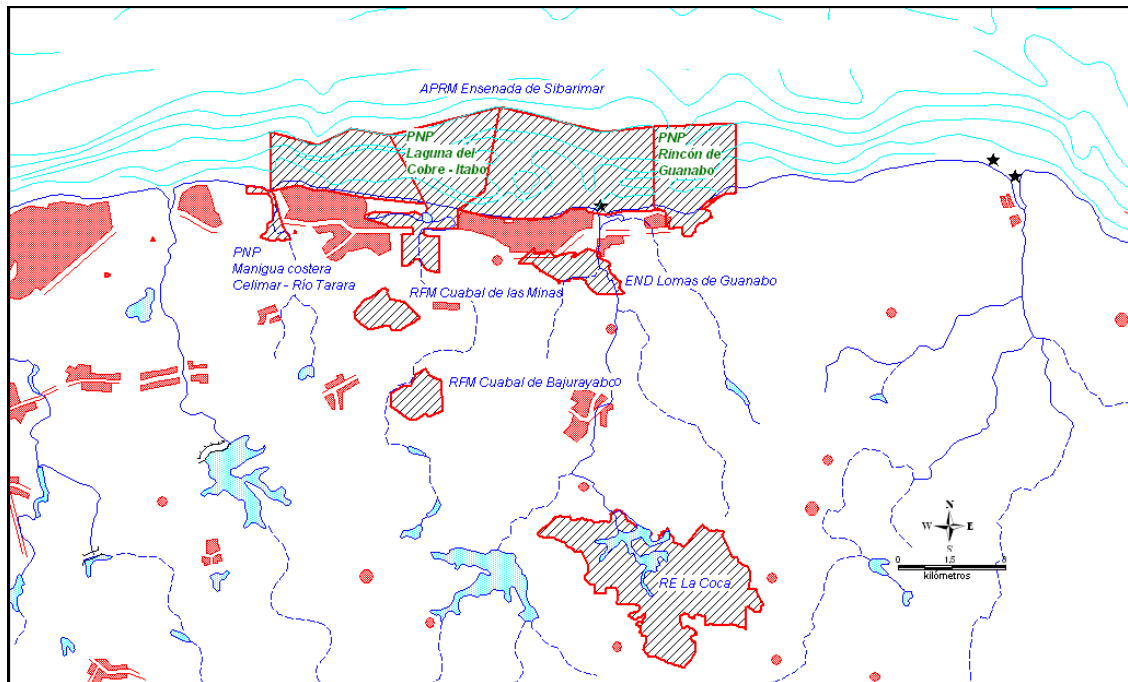 APRM Ensenada de Sibarimar
PNP
Laguna del
Cobre - Itabo
PNP
Rincón de
Guanabo
PNP
Manigua costera
Celimar - Río Tarara
RFM Cuabal de las Minas
END Lomas de Guanabo
RFM Cuabal de Bajurayabo
RE La Coca
N
W
E
S
0
1,5
kilómetros